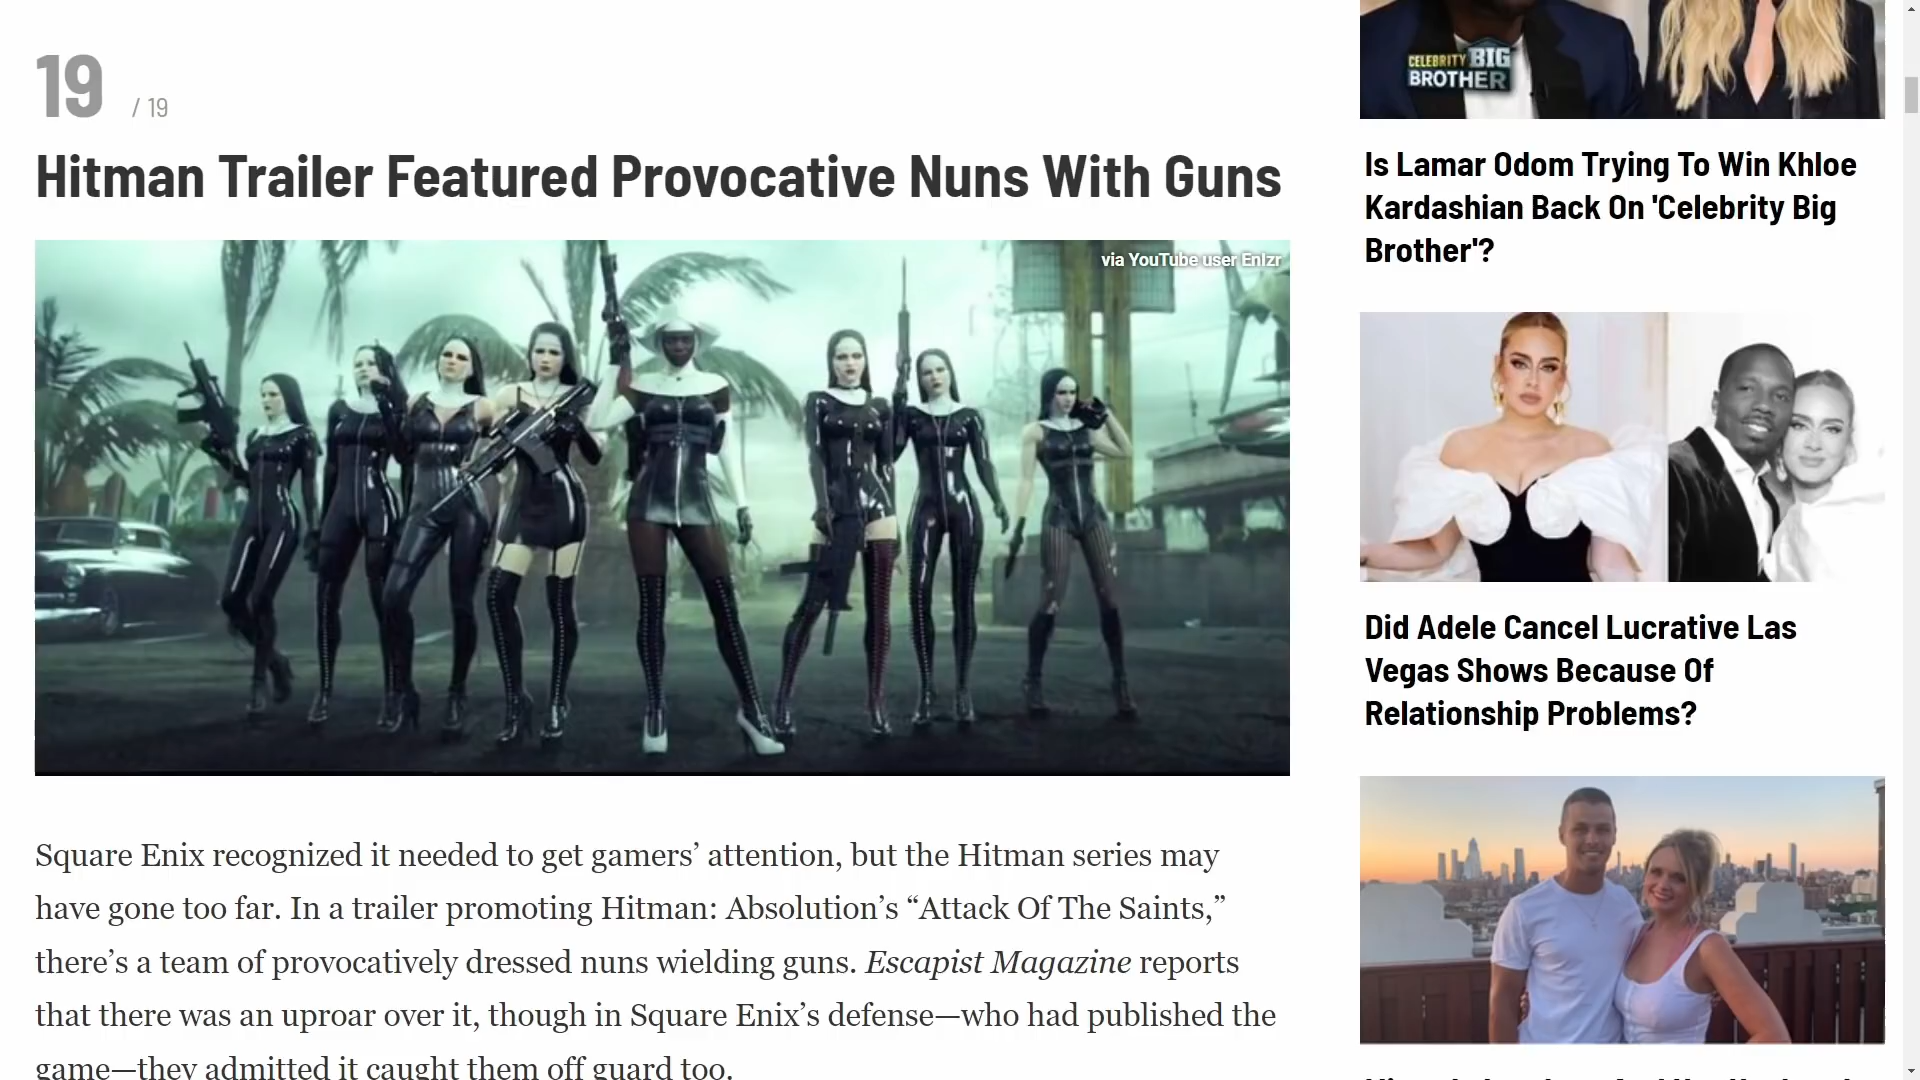 19 / 19
Hitman Trailer Featured Provocative Nuns With Guns
via YouTube user Enlzr
Square Enix recognized it needed to get gamers’ attention, but the Hitman series may
have gone too far. In a trailer promoting Hitman: Absolution’s “Attack Of The Saints,”
there’s a team of provocatively dressed nuns wielding guns. Escapist Magazine reports
that there was an uproar over it, though in Square Enix’s defense—who had published the
game—they admitted it caught them off guard too.
CELEBRITY BIG
BROTHER
Is Lamar Odom Trying To Win Khloe
Kardashian Back On 'Celebrity Big
Brother'?
Did Adele Cancel Lucrative Las
Vegas Shows Because Of
Relationship Problems?